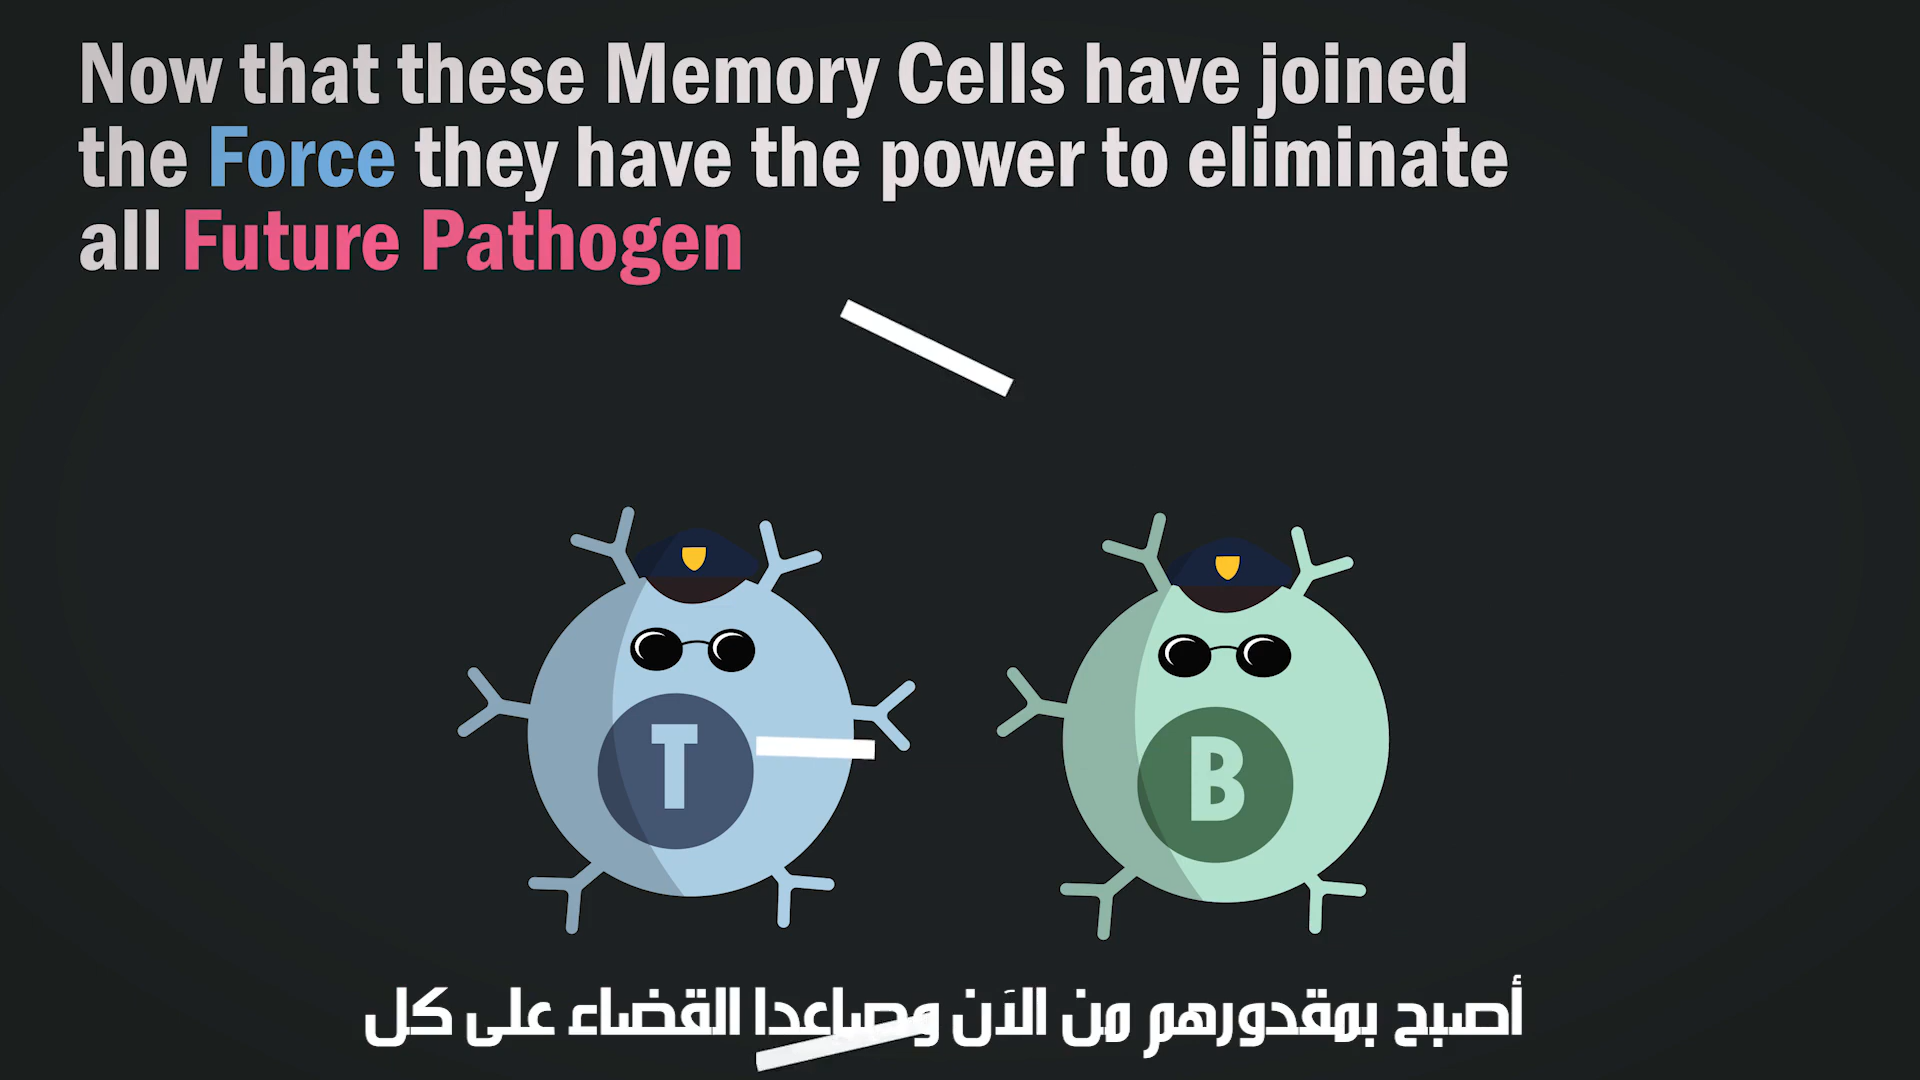 Now that these Memory Cells have joined
the Force they have the power to eliminate
all Future Pathogen
T
B
أصبح بمقدورهم من الآن وصاعدا القضاء على كل